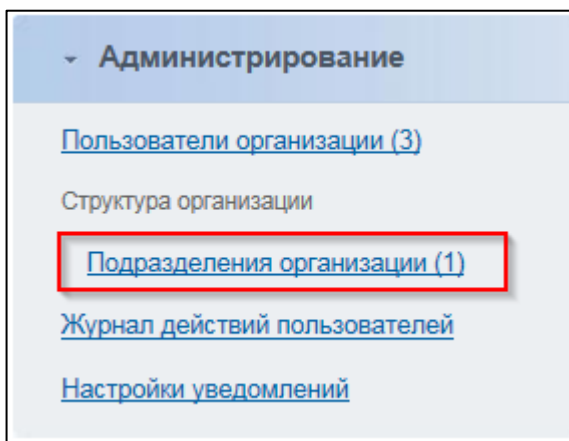 Администрирование
Пользователи организации (3)
Структура организации
Подразделения организации (1)
Журнал действий пользователей
Настройки уведомлений